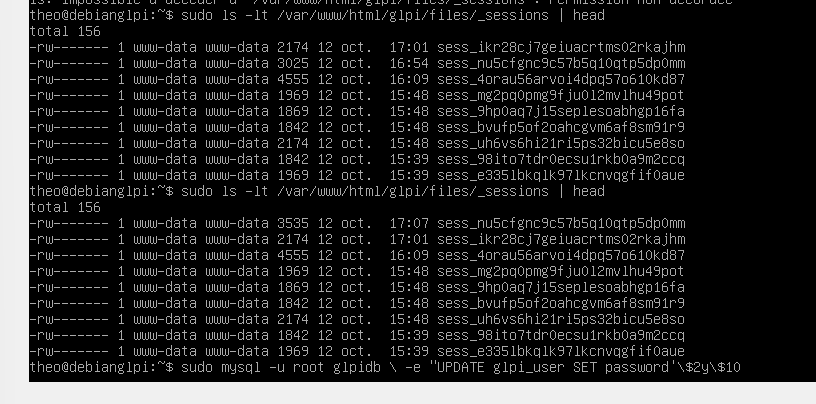 ls: impossible d'accéder à '/var/www/html/glpi/files/_sessions': Permission non accordée
theo@debianglpi:~$ sudo ls -lt /var/www/html/glpi/files/_sessions | head
total 156
-rw------- 1 www-data www-data 2174 12 oct.  17:01 sess_ikr28cj7geiuacrtms02rkajhm
-rw------- 1 www-data www-data 3025 12 oct.  16:54 sess_nu5cfgnc9c57b5q10qtp5dp0mm
-rw------- 1 www-data www-data 4555 12 oct.  16:09 sess_4orau56arvoi4dpq57o610kd87
-rw------- 1 www-data www-data 1969 12 oct.  15:48 sess_mg2pq0pmg9fju0l2mvlhu49pot
-rw------- 1 www-data www-data 1869 12 oct.  15:48 sess_9hp0aq7j15seplesoabhgp16fa
-rw------- 1 www-data www-data 1842 12 oct.  15:48 sess_bvufp5of2oahcgvm6af8sm91r9
-rw------- 1 www-data www-data 2174 12 oct.  15:48 sess_uh6vs6hi21ri5ps32bicu5e8so
-rw------- 1 www-data www-data 1842 12 oct.  15:39 sess_98ito7tdr0ecsu1rkb0a9m2ccq
-rw------- 1 www-data www-data 1969 12 oct.  15:39 sess_e335lbkqlk97lkcnvqgfif0aue
theo@debianglpi:~$ sudo ls -lt /var/www/html/glpi/files/_sessions | head
total 156
-rw------- 1 www-data www-data 3535 12 oct.  17:07 sess_nu5cfgnc9c57b5q10qtp5dp0mm
-rw------- 1 www-data www-data 2174 12 oct.  17:01 sess_ikr28cj7geiuacrtms02rkajhm
-rw------- 1 www-data www-data 4555 12 oct.  16:09 sess_4orau56arvoi4dpq57o610kd87
-rw------- 1 www-data www-data 1969 12 oct.  15:48 sess_mg2pq0pmg9fju0l2mvlhu49pot
-rw------- 1 www-data www-data 1869 12 oct.  15:48 sess_9hp0aq7j15seplesoabhgp16fa
-rw------- 1 www-data www-data 1842 12 oct.  15:48 sess_bvufp5of2oahcgvm6af8sm91r9
-rw------- 1 www-data www-data 2174 12 oct.  15:48 sess_uh6vs6hi21ri5ps32bicu5e8so
-rw------- 1 www-data www-data 1842 12 oct.  15:39 sess_98ito7tdr0ecsu1rkb0a9m2ccq
-rw------- 1 www-data www-data 1969 12 oct.  15:39 sess_e335lbkqlk97lkcnvqgfif0aue
theo@debianglpi:~$ sudo mysql -u root glpidb \ -e "UPDATE glpi_user SET password'\$2y\$10